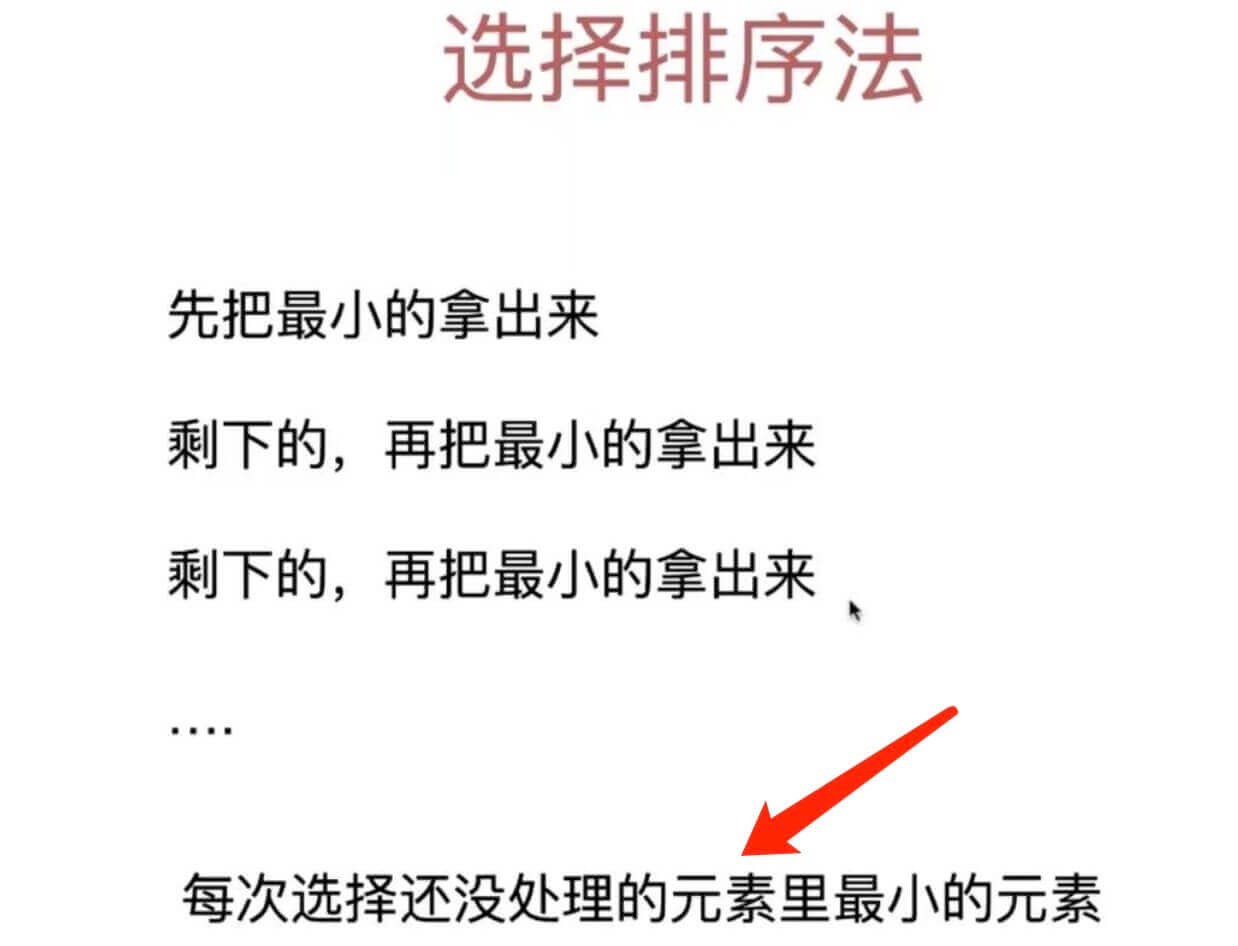 选择排序法
先把最小的拿出来
剩下的，再把最小的拿出来
剩下的，再把最小的拿出来
....
每次选择还没处理的元素里最小的元素